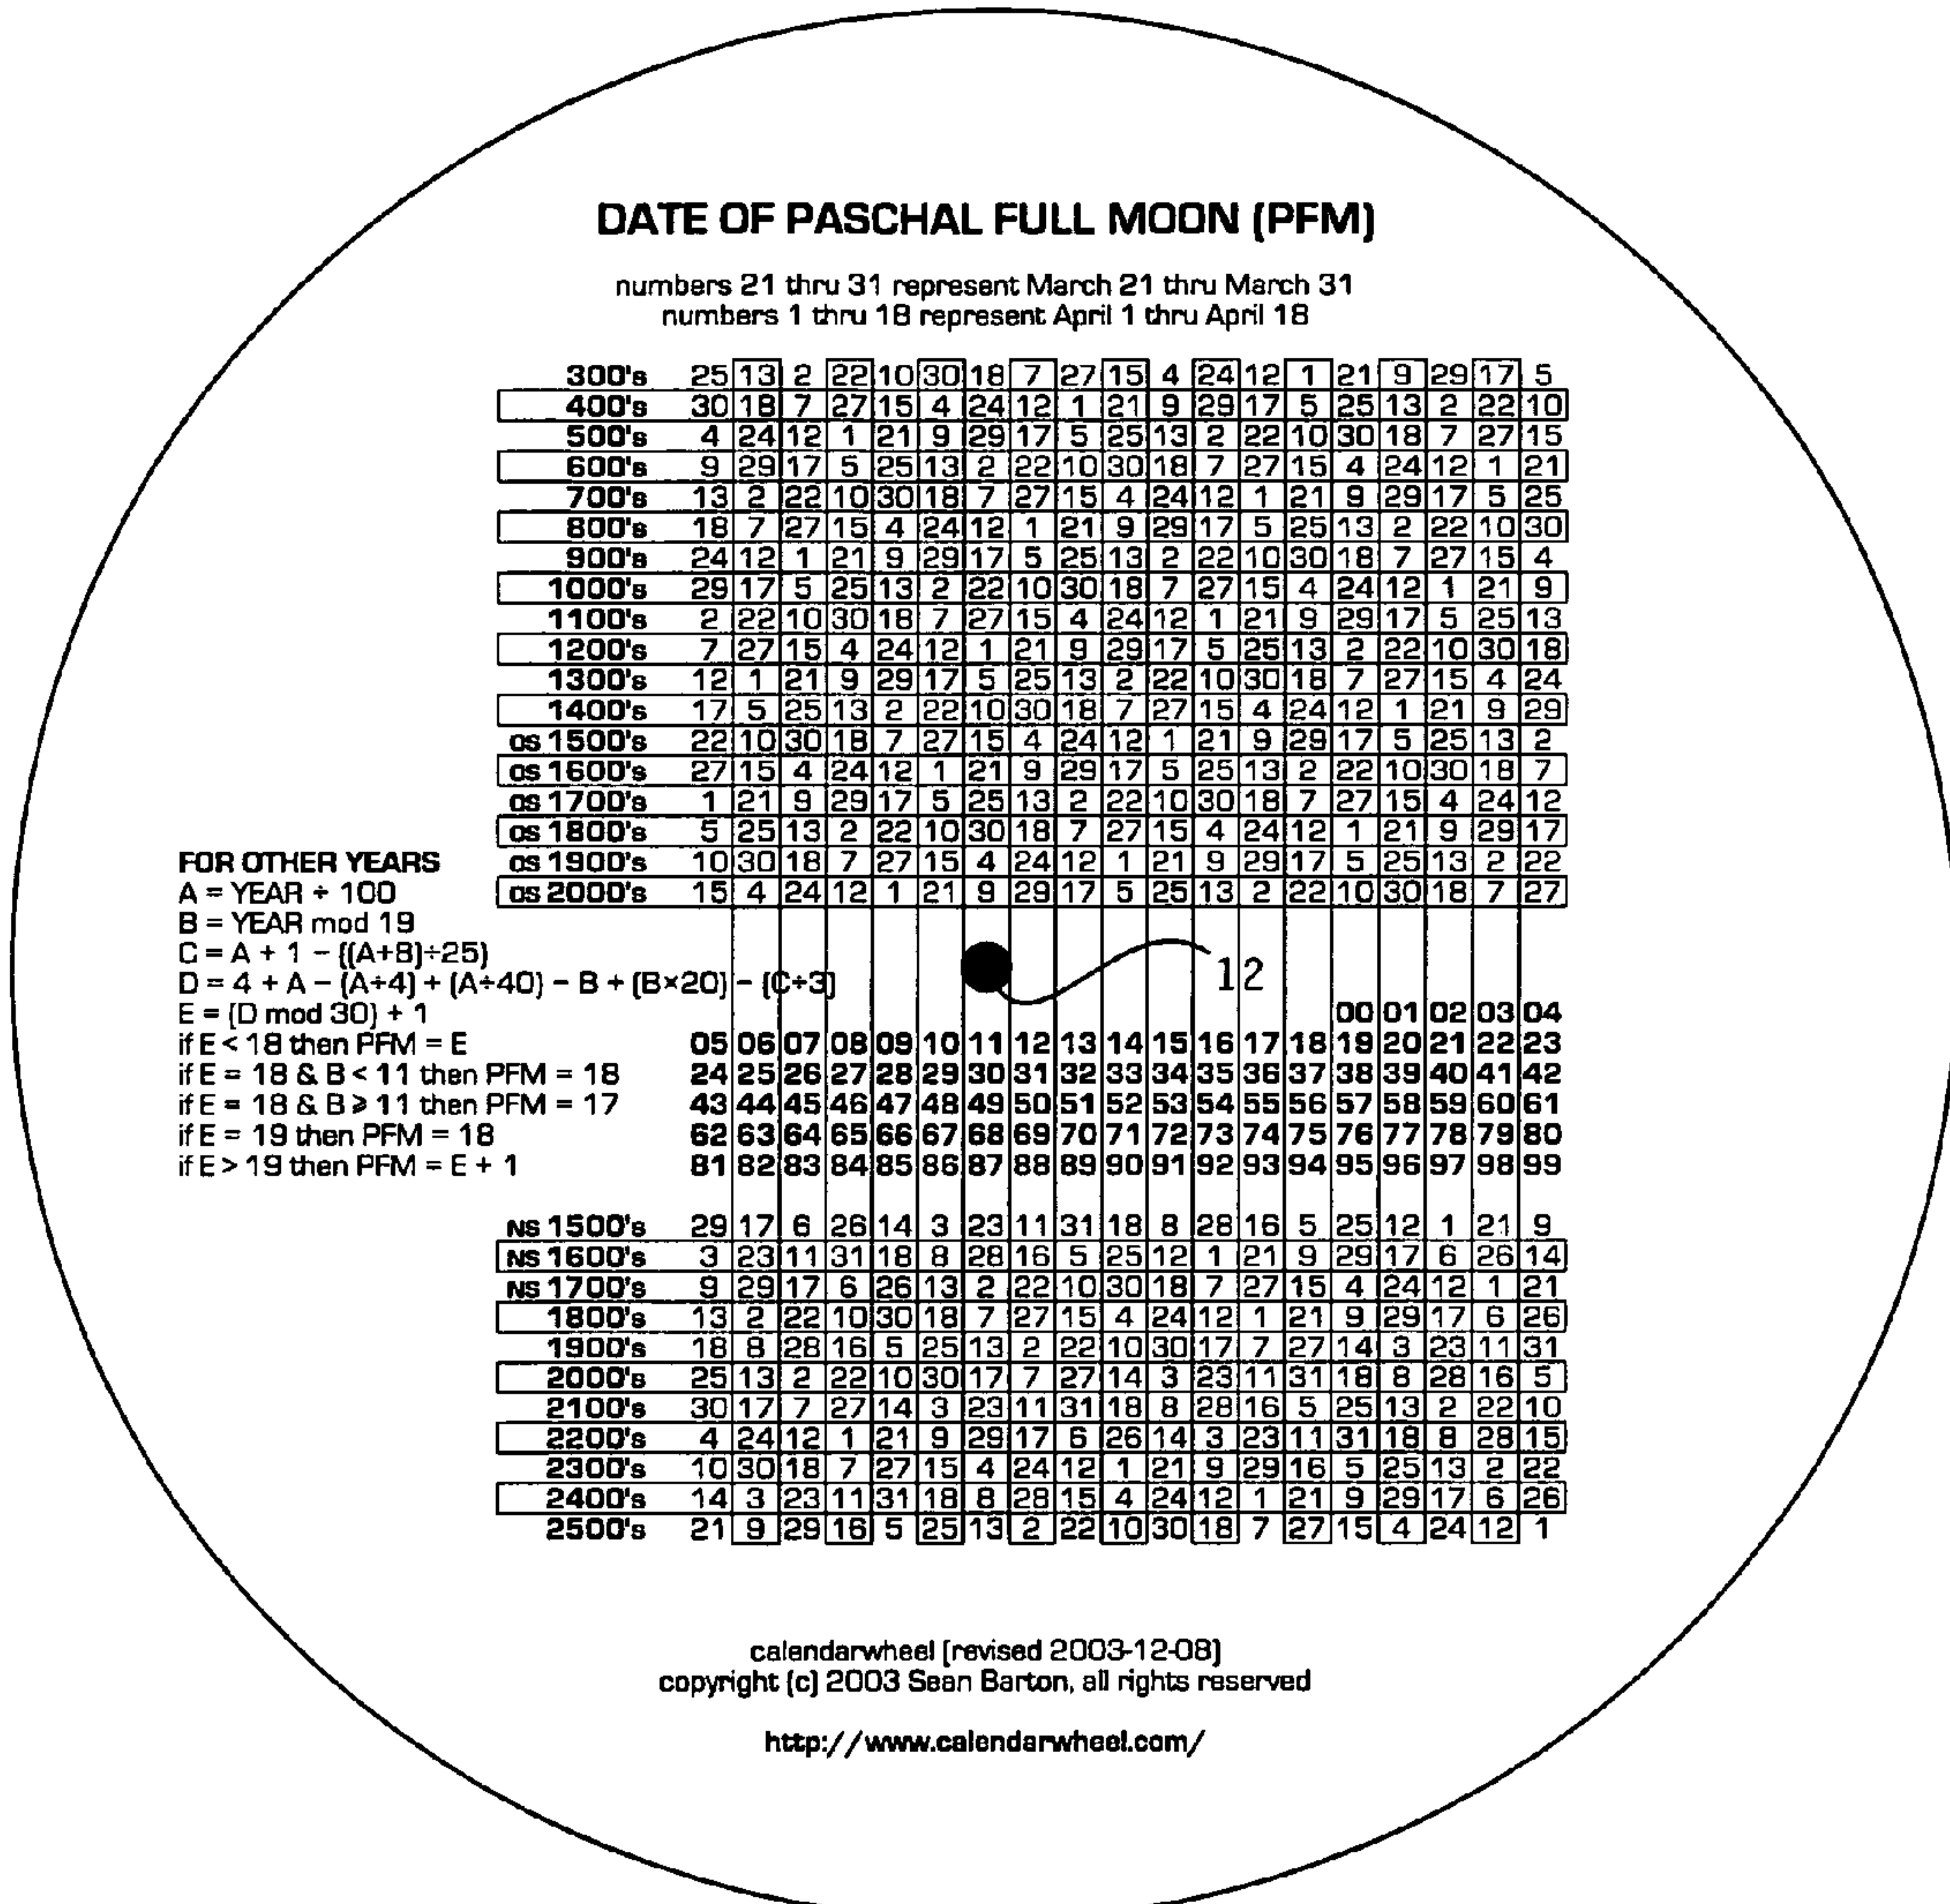 DATE OF PASCHAL FULL MOON (PFM)
numbers 21 thru 31 represent March 21 thru March 31
numbers 1 thru 18 represent April 1 thru April 18
300's 25 13 2 22 10 30 18 7 27 15 4 24 12 1 21 9 29 17 5
400's 30 18 7 27 15 4 24 12 1 21 9 29 17 5 25 13 2 22 10
500's 4 24 12 1 21 9 29 17 5 25 13 2 22 10 30 18 7 27 15
600's 9 29 17 5 25 13 2 22 10 30 18 7 27 15 4 24 12 1 21
700's 13 2 22 10 30 18 7 27 15 4 24 12 1 21 9 29 17 5 25
800's 18 7 27 15 4 24 12 1 21 9 29 17 5 25 13 2 22 10 30
900's 24 12 1 21 9 29 17 5 25 13 2 22 10 30 18 7 27 15 4
1000's 29 17 5 25 13 2 22 10 30 18 7 27 15 4 24 12 1 21 9
1100's 2 22 10 30 18 7 27 15 4 24 12 1 21 9 29 17 5 25 13
1200's 7 27 15 4 24 12 1 21 9 29 17 5 25 13 2 22 10 30 18
1300's 12 1 21 9 29 17 5 25 13 2 22 10 30 18 7 27 15 4 24
1400's 17 5 25 13 2 22 10 30 18 7 27 15 4 24 12 1 21 9 29
OS 1500's 22 10 30 18 7 27 15 4 24 12 1 21 9 29 17 5 25 13 2
OS 1600's 27 15 4 24 12 1 21 9 29 17 5 25 13 2 22 10 30 18 7
OS 1700's 1 21 9 29 17 5 25 13 2 22 10 30 18 7 27 15 4 24 12
OS 1800's 5 25 13 2 22 10 30 18 7 27 15 4 24 12 1 21 9 29 17
OS 1900's 10 30 18 7 27 15 4 24 12 1 21 9 29 17 5 25 13 2 22
OS 2000's 15 4 24 12 1 21 9 29 17 5 25 13 2 22 10 30 18 7 27
FOR OTHER YEARS
A = YEAR ÷ 100
B = YEAR mod 19
C = A + 1 − ((A+8)÷25)
D = 4 + A − (A÷4) + (A÷40) − B + (B×20) − (C÷3)
E = (D mod 30) + 1
if E < 18 then PFM = E
if E = 18 & B < 11 then PFM = 18
if E = 18 & B ⩾ 11 then PFM = 17
if E = 19 then PFM = 18
if E > 19 then PFM = E + 1
12
00 01 02 03 04
05 06 07 08 09 10 11 12 13 14 15 16 17 18 19 20 21 22 23
24 25 26 27 28 29 30 31 32 33 34 35 36 37 38 39 40 41 42
43 44 45 46 47 48 49 50 51 52 53 54 55 56 57 58 59 60 61
62 63 64 65 66 67 68 69 70 71 72 73 74 75 76 77 78 79 80
81 82 83 84 85 86 87 88 89 90 91 92 93 94 95 96 97 98 99
NS 1500's 29 17 6 26 14 3 23 11 31 18 8 28 16 5 25 12 1 21 9
NS 1600's 3 23 11 31 18 8 28 16 5 25 12 1 21 9 29 17 6 26 14
NS 1700's 9 29 17 6 26 13 2 22 10 30 18 7 27 15 4 24 12 1 21
1800's 13 2 22 10 30 18 7 27 15 4 24 12 1 21 9 29 17 6 26
1900's 18 8 28 16 5 25 13 2 22 10 30 17 7 27 14 3 23 11 31
2000's 25 13 2 22 10 30 17 7 27 14 3 23 11 31 18 8 28 16 5
2100's 30 17 7 27 14 3 23 11 31 18 8 28 16 5 25 13 2 22 10
2200's 4 24 12 1 21 9 29 17 6 26 14 3 23 11 31 18 8 28 15
2300's 10 30 18 7 27 15 4 24 12 1 21 9 29 16 5 25 13 2 22
2400's 14 3 23 11 31 18 8 28 15 4 24 12 1 21 9 29 17 6 26
2500's 21 9 29 16 5 25 13 2 22 10 30 18 7 27 15 4 24 12 1
calendarwheel (revised 2003-12-08)
copyright (c) 2003 Sean Barton, all rights reserved
http://www.calendarwheel.com/